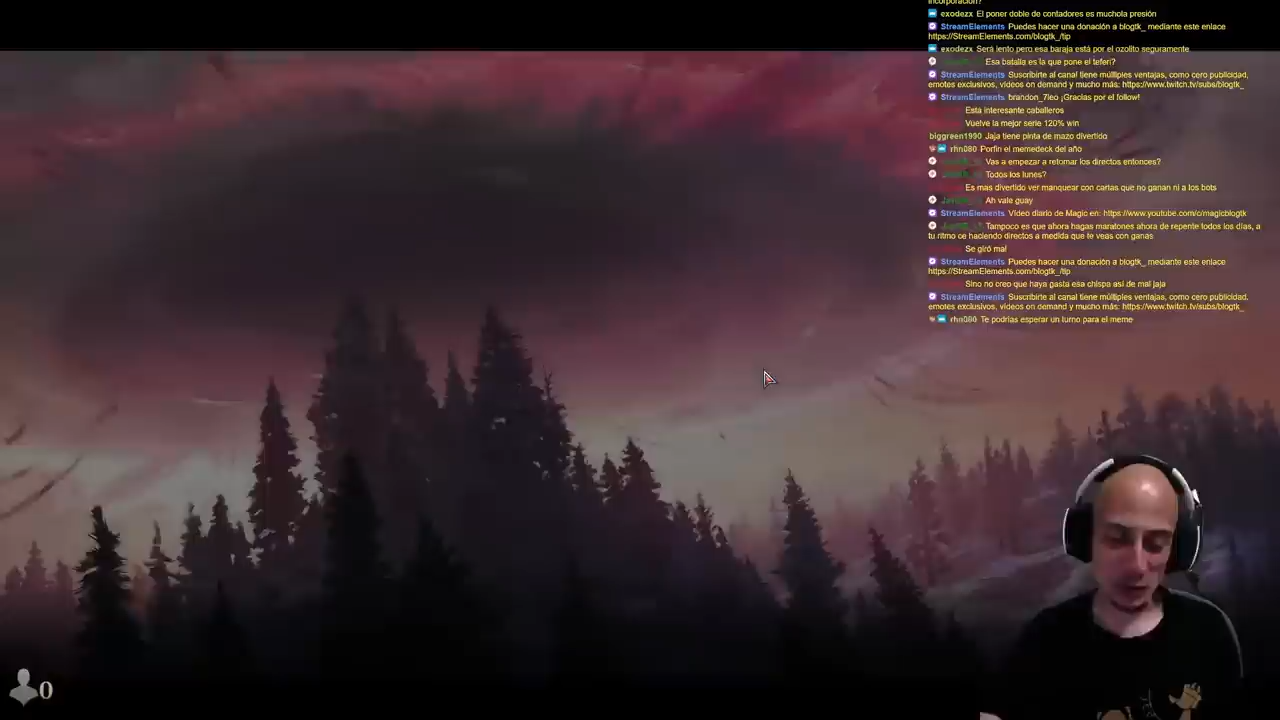 incorporación?
exodezx El poner doble de contadores es muchola presión
StreamElements Puedes hacer una donación a blogtk_ mediante este enlace
https://StreamElements.com/blogtk_/tip
exodezx Será lento pero esa baraja está por el ozolito seguramente
Esa batalla es la que pone el teferi?
StreamElements Suscribirte al canal tiene múltiples ventajas, como cero publicidad,
emotes exclusivos, vídeos on demand y mucho más: https://www.twitch.tv/subs/blogtk_
StreamElements brandon_7leo ¡Gracias por el follow!
Esta interesante caballeros
Vuelve la mejor serie 120% win
biggreen1990 Jaja tiene pinta de mazo divertido
rhn080 Porfin el memedeck del año
Vas a empezar a retomar los directos entonces?
Todos los lunes?
Es mas divertido ver manquear con cartas que no ganan ni a los bots
Ah vale guay
StreamElements Vídeo diario de Magic en: https://www.youtube.com/c/magicblogtk
Tampoco es que ahora hagas maratones ahora de repente todos los días, a
tu ritmo ce haciendo directos a medida que te veas con ganas
Se giró mal
StreamElements Puedes hacer una donación a blogtk_ mediante este enlace
https://StreamElements.com/blogtk_/tip
Sino no creo que haya gasta esa chispa así de mal jaja
StreamElements Suscribirte al canal tiene múltiples ventajas, como cero publicidad,
emotes exclusivos, vídeos on demand y mucho más: https://www.twitch.tv/subs/blogtk_
rhn080 Te podrías esperar un turno para el meme
0